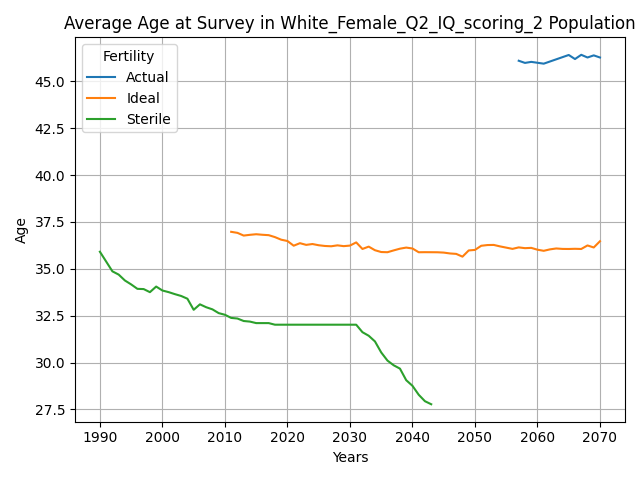 Average Age at Survey in White_Female_Q2_IQ_scoring_2 Population
Fertility
Actual
Ideal
Sterile
45.0
42.5
40.0
37.5
35.0
32.5
30.0
27.5
Age
1990 2000 2010 2020 2030 2040 2050 2060 2070
Years